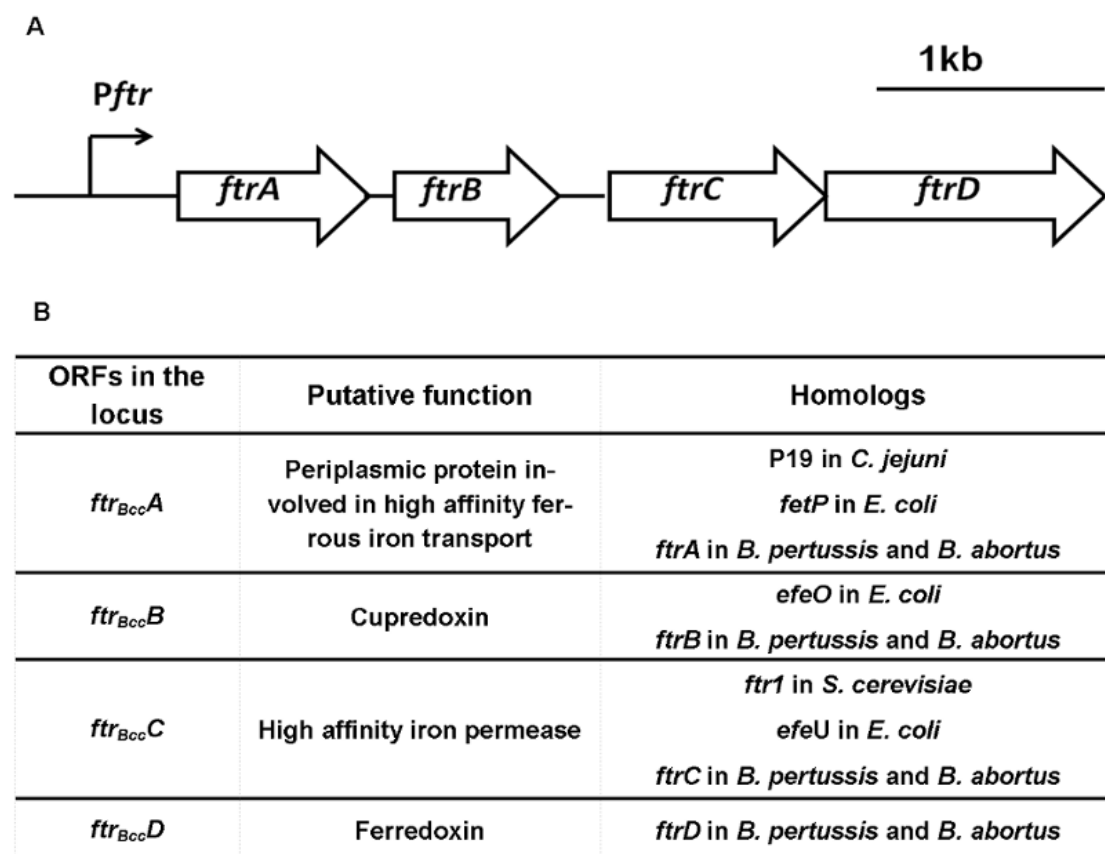 A
1kb
Pftr
ftrA
ftrB
ftrC
ftrD
B
ORFs in the
locus
Putative function
Homologs
ftrBccA
Periplasmic protein in-
volved in high affinity fer-
rous iron transport
P19 in C. jejuni
fetP in E. coli
ftrA in B. pertussis and B. abortus
ftrBccB
Cupredoxin
efeO in E. coli
ftrB in B. pertussis and B. abortus
ftrBccC
High affinity iron permease
ftr1 in S. cerevisiae
efeU in E. coli
ftrC in B. pertussis and B. abortus
ftrBccD
Ferredoxin
ftrD in B. pertussis and B. abortus